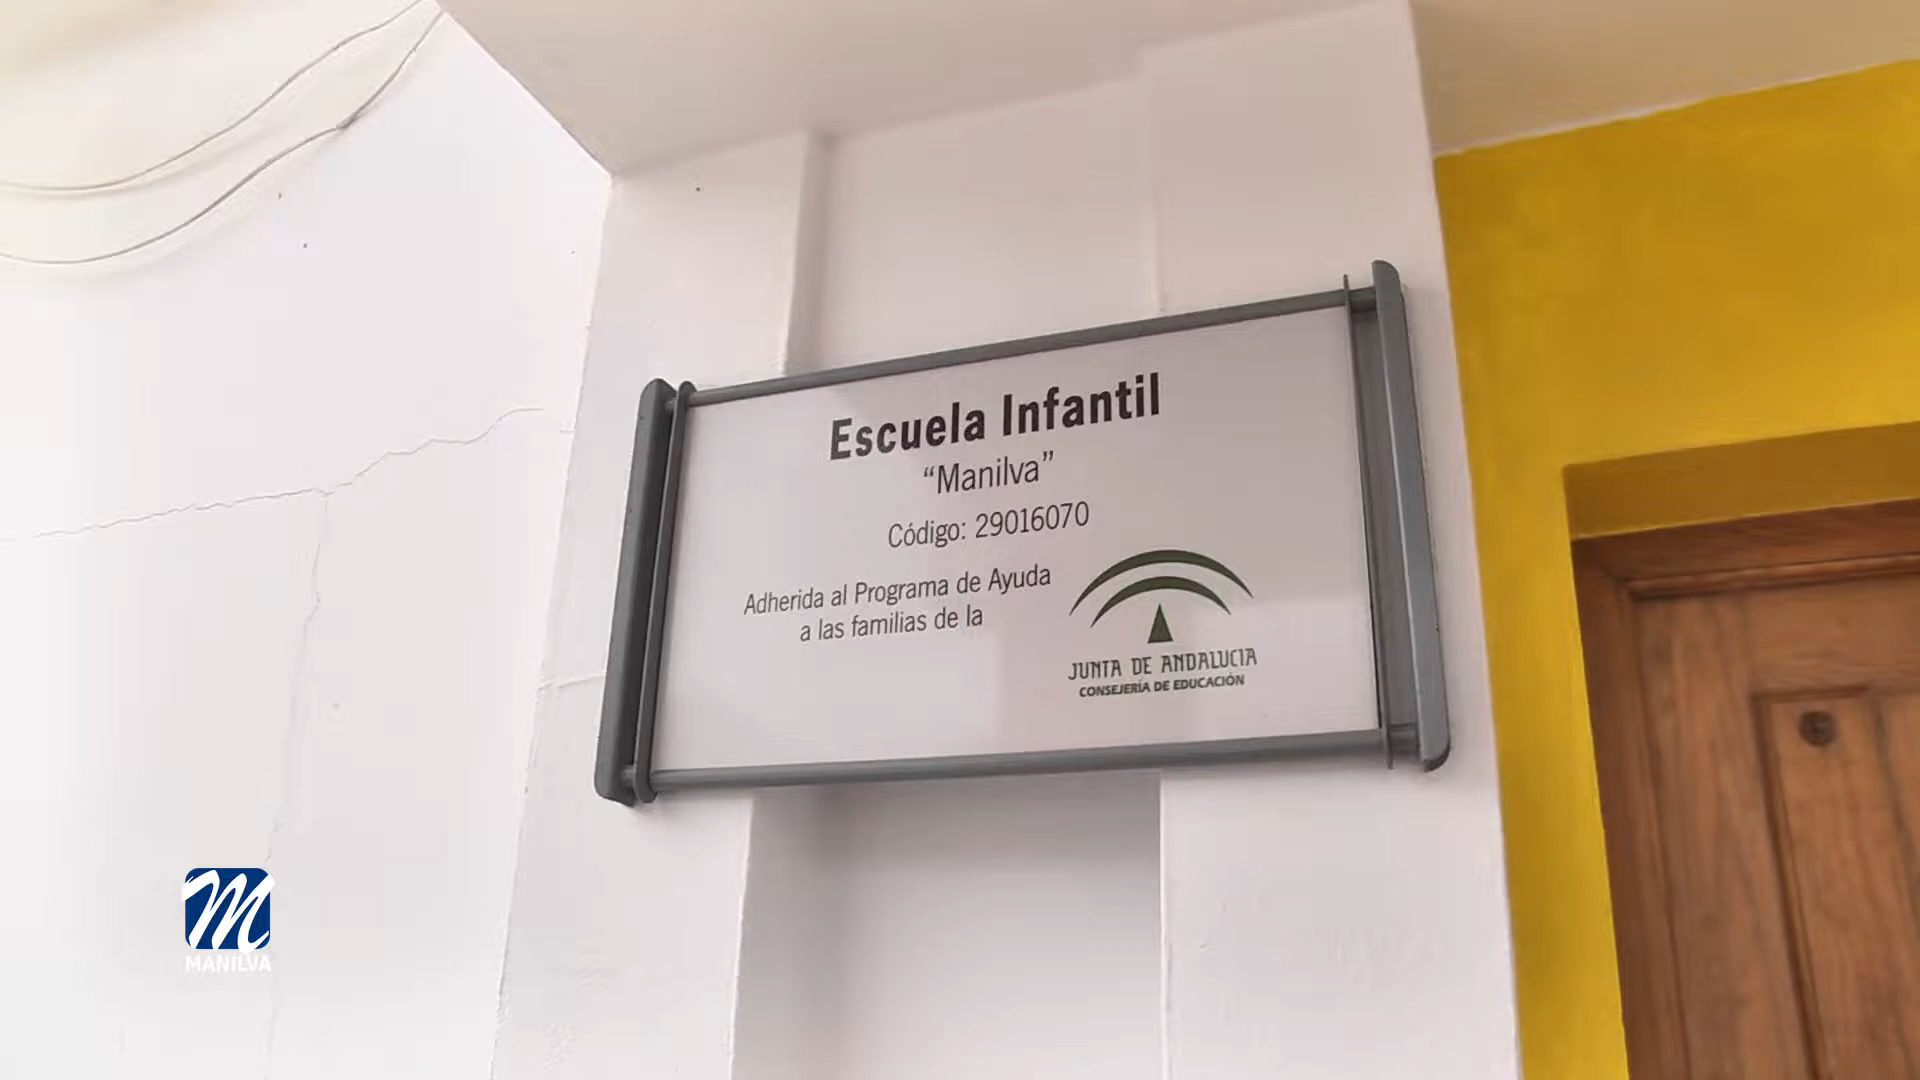 Escuela Infantil
“Manilva”
Código: 29016070
Adherida al Programa de Ayuda
a las familias de la
JUNTA DE ANDALUCIA
CONSEJERÍA DE EDUCACIÓN
M
MANILVA